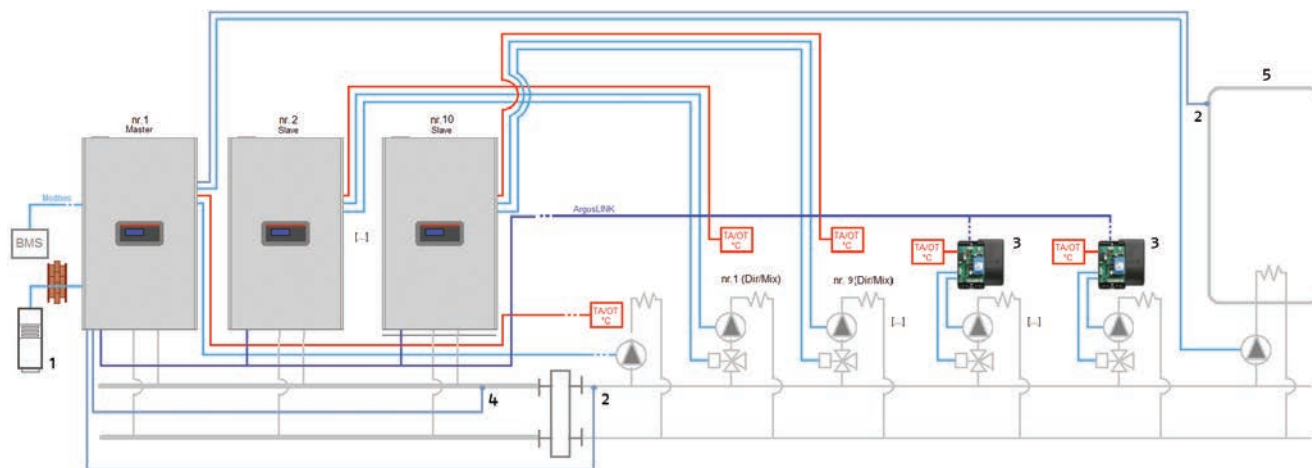 5
2
nr.1
Master
nr.2
Slave
nr.10
Slave
Modbus
ArgusLINK
BMS
[...]
TA/OT
°C
TA/OT
°C
TA/OT
°C
3
TA/OT
°C
3
nr.1 (Dir/Mix)
nr. 9(Dir/Mix)
[...]
[...]
TA/OT
°C
1
4
2